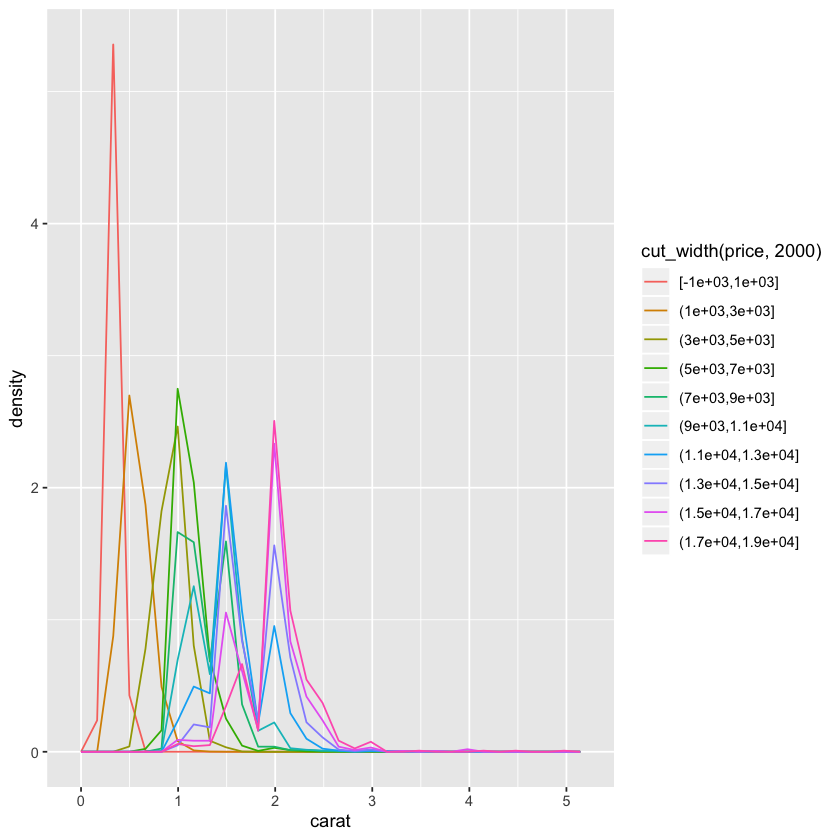 4
2
0
density
0 1 2 3 4 5
carat
cut_width(price, 2000)
[-1e+03,1e+03]
(1e+03,3e+03]
(3e+03,5e+03]
(5e+03,7e+03]
(7e+03,9e+03]
(9e+03,1.1e+04]
(1.1e+04,1.3e+04]
(1.3e+04,1.5e+04]
(1.5e+04,1.7e+04]
(1.7e+04,1.9e+04]